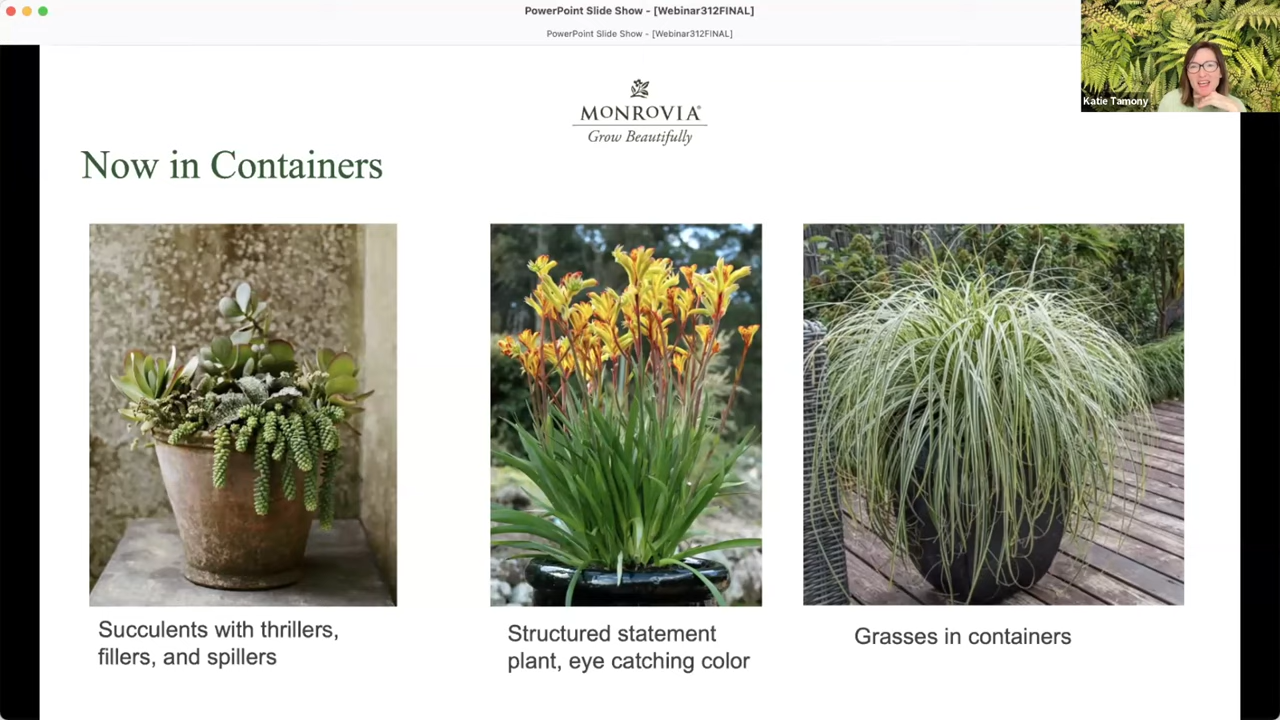 PowerPoint Slide Show - [Webinar312FINAL]
PowerPoint Slide Show - [Webinar312FINAL]
Katie Tamony
MONROVIA®
Grow Beautifully
Now in Containers
Succulents with thrillers,
fillers, and spillers
Structured statement
plant, eye catching color
Grasses in containers